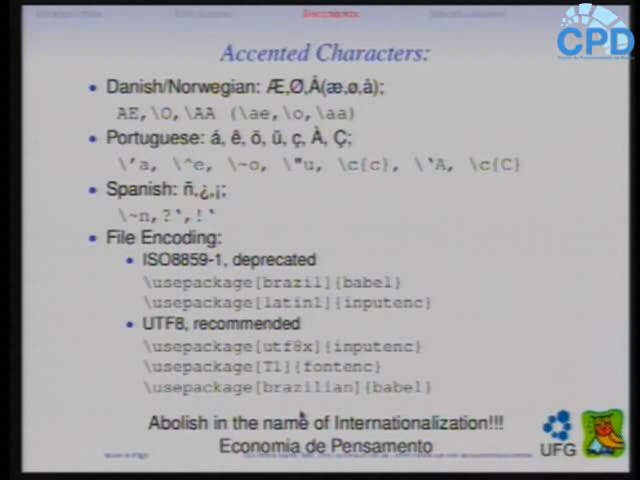 CPD
Accented Characters:
• Danish/Norwegian: Æ,Ø,Å(æ,ø,å);
AE,\O,\AA (\ae,\o,\aa)
• Portuguese: á, ê, õ, ü, ç, À, Ç;
\'a, \^e, \~o, \"u, \c{c}, \`A, \c{C}
• Spanish: ñ,¿,¡;
\~n,?`,!`
• File Encoding:
• ISO8859-1, deprecated
\usepackage[brazil]{babel}
\usepackage[latin1]{inputenc}
• UTF8, recommended
\usepackage[utf8x]{inputenc}
\usepackage[T1]{fontenc}
\usepackage[brazilian]{babel}
Abolish in the name of Internationalization!!!
Economia de Pensamento
UFG